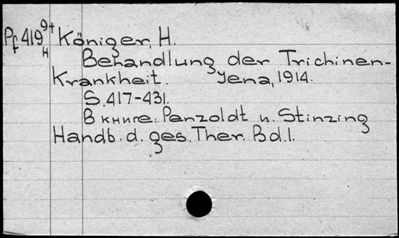 Pf 419 9+ Königer, H
H Behandlung der Trichinen-
Krankheit. Jena, 1914.
S. 417-431.
В книге: Penzoldt u. Stinzing
Handb. d. ges. Ther. Bd. I.